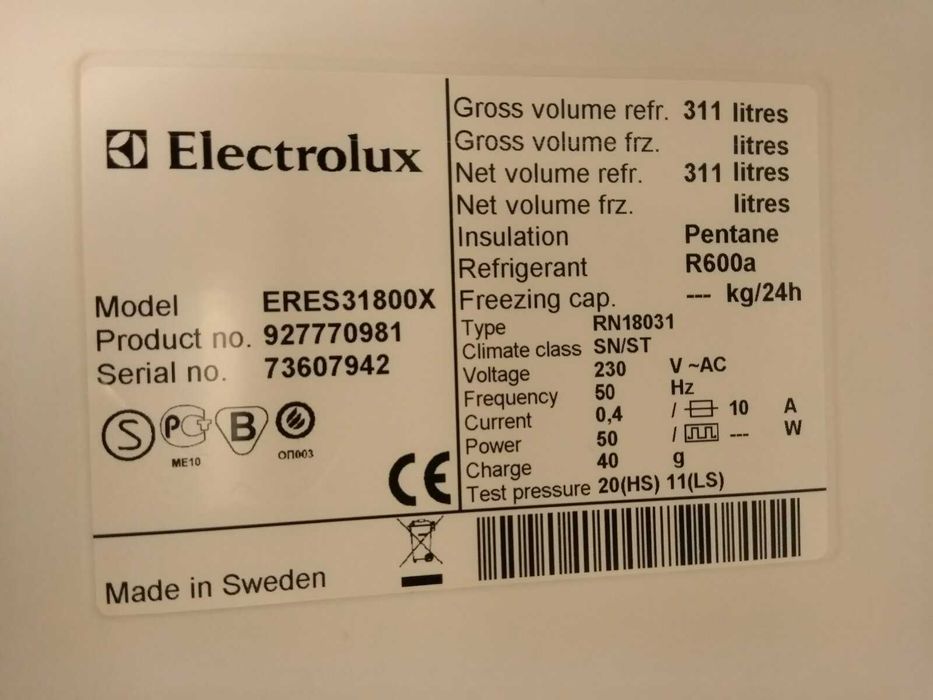 Electrolux
Model ERES31800X
Product no. 927770981
Serial no. 73607942
S PG B
ME10 ОП003
CE
Made in Sweden
Gross volume refr. 311 litres
Gross volume frz. litres
Net volume refr. 311 litres
Net volume frz. litres
Insulation Pentane
Refrigerant R600a
Freezing cap. --- kg/24h
Type RN18031
Climate class SN/ST
Voltage 230 V ~AC
Frequency 50 Hz
Current 0,4 / 10 A
Power 50 / --- W
Charge 40 g
Test pressure 20(HS) 11(LS)